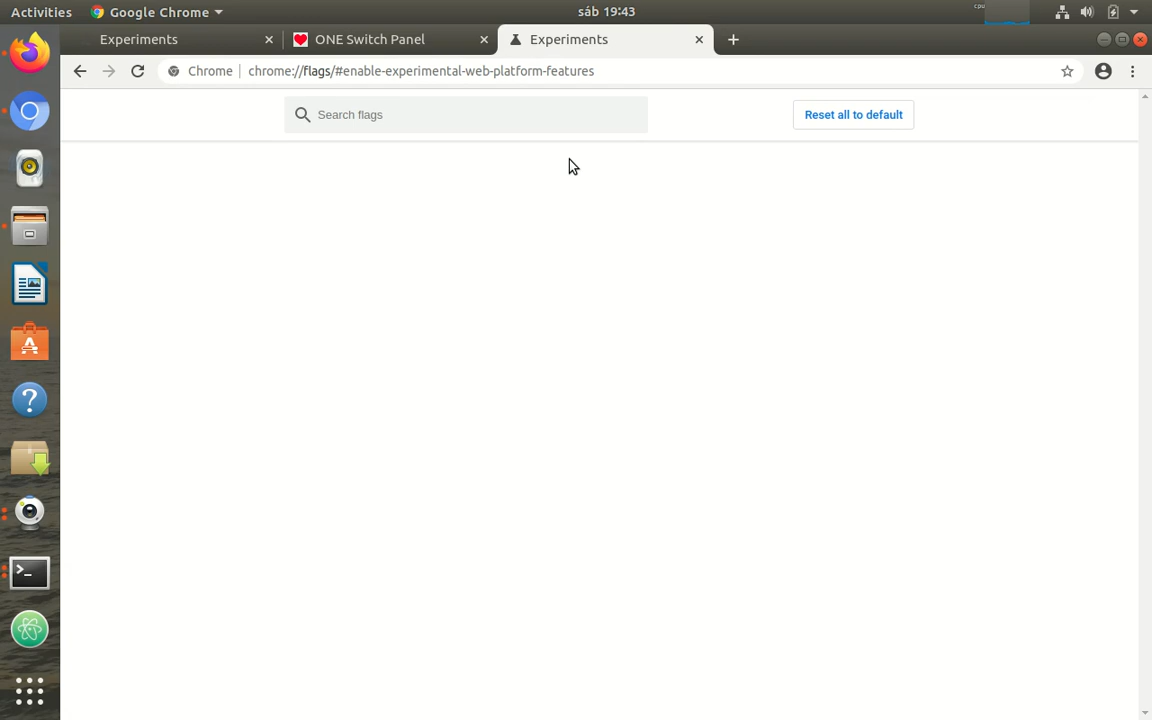 Activities
Google Chrome
sáb 19:43
cpu
Experiments
ONE Switch Panel
Experiments
Chrome
chrome://flags/#enable-experimental-web-platform-features
Search flags
Reset all to default